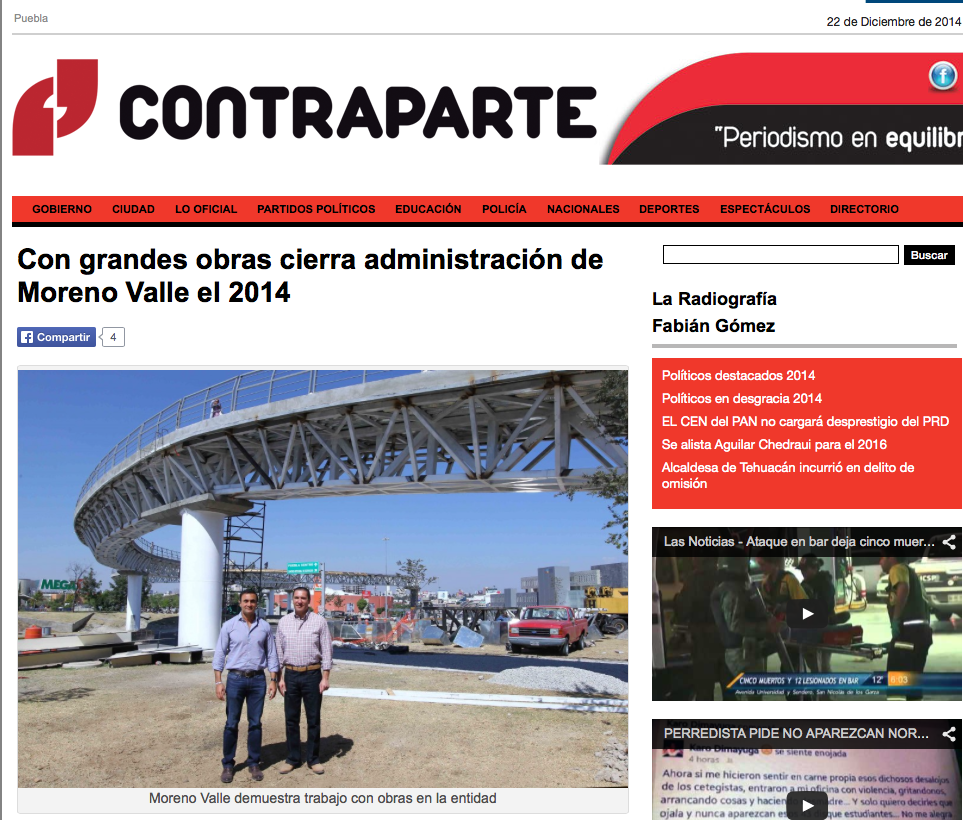 Puebla
22 de Diciembre de 2014
CONTRAPARTE
"Periodismo en equilibr
GOBIERNO CIUDAD LO OFICIAL PARTIDOS POLÍTICOS EDUCACIÓN POLICÍA NACIONALES DEPORTES ESPECTÁCULOS DIRECTORIO
Con grandes obras cierra administración de
Moreno Valle el 2014
Compartir 4
MEGA
Moreno Valle demuestra trabajo con obras en la entidad
Buscar
La Radiografía
Fabián Gómez
Políticos destacados 2014
Políticos en desgracia 2014
EL CEN del PAN no cargará desprestigio del PRD
Se alista Aguilar Chedraui para el 2016
Alcaldesa de Tehuacán incurrió en delito de
omisión
Las Noticias - Ataque en bar deja cinco muer...
CINCO MUERTOS Y 12 LESIONADOS EN BAR 12° 6:03
Avenida Universidad y Sendero, San Nicolás de los Garza
PERREDISTA PIDE NO APAREZCAN NOR...
Karo Dimayuga se siente enojada
4 horas
Ahora si me hicieron sentir en carne propia esos dichosos desalojos
de los cetegistas, entraron a mi oficina con violencia, gritandonos,
arrancando cosas y hacien dre... Y solo quiero decirles que
ojala y nunca aparezcan es que estudiantes... No me alegra